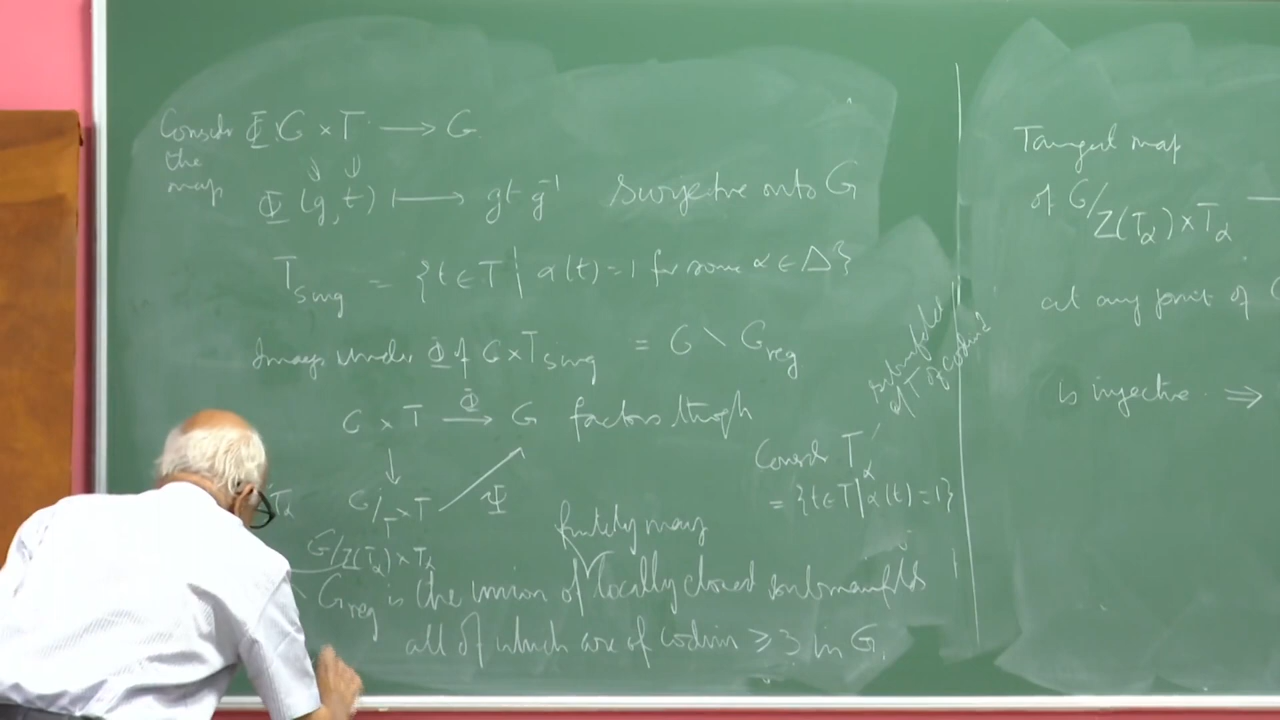 Consider Φ: G × T ⟶ G
the
map
Φ (g, t) ⟼ g t g⁻¹ surjective onto G
T_sing = {t ∈ T | α(t) = 1 for some α ∈ Δ}
Image under Φ of G × T_sing = G \ G_reg
G × T ⟶ G factors through
Φ
G/T × T Ψ
T_α
G/Z(T_α) × T_α
Consider T_α
= {t ∈ T | α(t) = 1}
submanifold
of T of codim 1
finitely many
\ G_reg is the union of locally closed submanifds
all of which are of codim ≥ 3 in G.
Tangent map
of G/Z(T_α) × T_α
at any point of G
is injective. ⇒